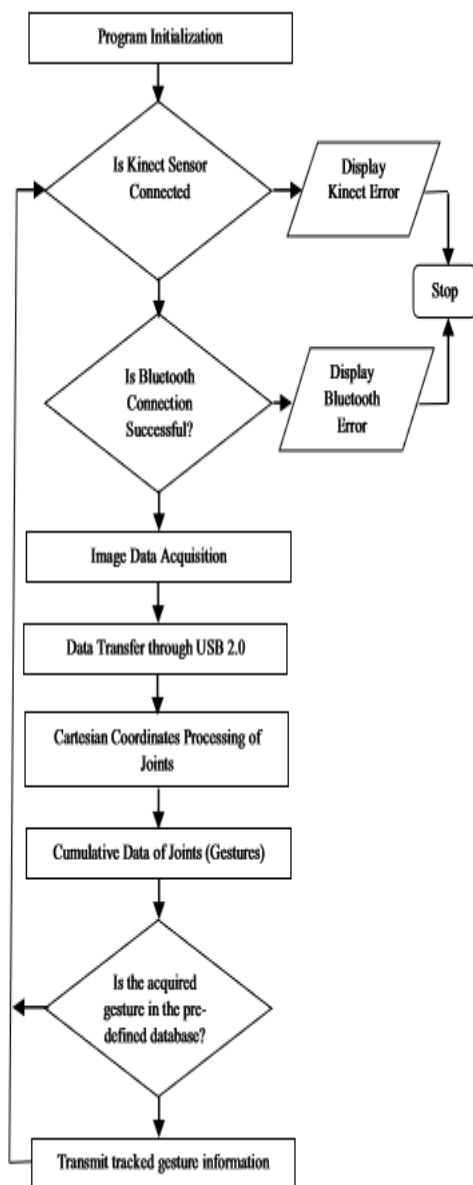 Program Initialization
Is Kinect Sensor
Connected
Display
Kinect Error
Stop
Is Bluetooth
Connection
Successful?
Display
Bluetooth
Error
Image Data Acquisition
Data Transfer through USB 2.0
Cartesian Coordinates Processing of
Joints
Cumulative Data of Joints (Gestures)
Is the acquired
gesture in the pre-
defined database?
Transmit tracked gesture information